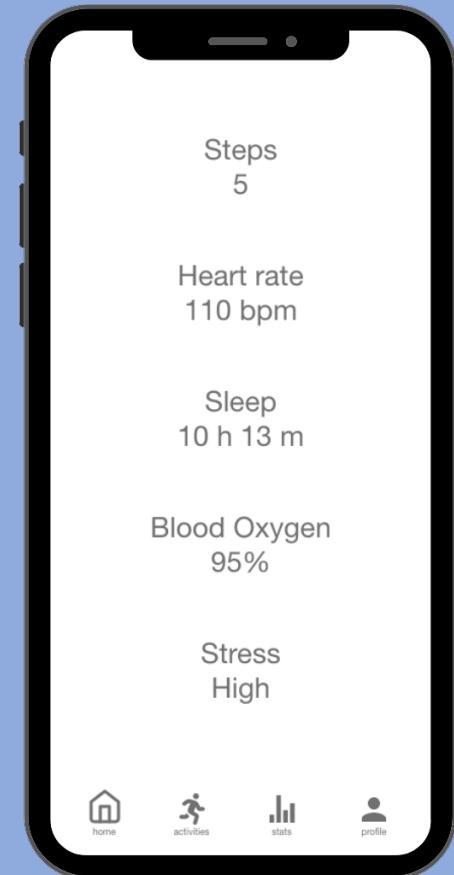 Steps
5
Heart rate
110 bpm
Sleep
10 h 13 m
Blood Oxygen
95%
Stress
High
home activities stats profile